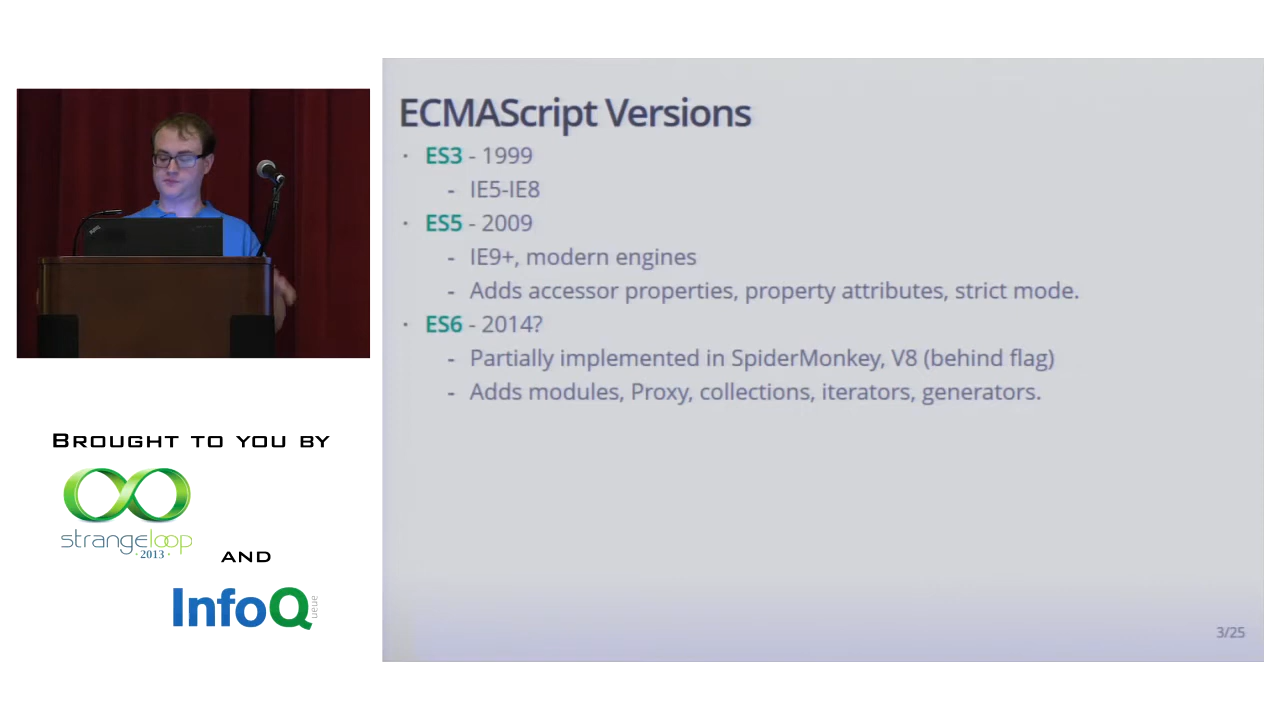 ECMAScript Versions
· ES3 - 1999
- IE5-IE8
· ES5 - 2009
- IE9+, modern engines
- Adds accessor properties, property attributes, strict mode.
· ES6 - 2014?
- Partially implemented in SpiderMonkey, V8 (behind flag)
- Adds modules, Proxy, collections, iterators, generators.
3/25
BROUGHT TO YOU BY
strangeloop
·2013·
AND
InfoQ
ueue